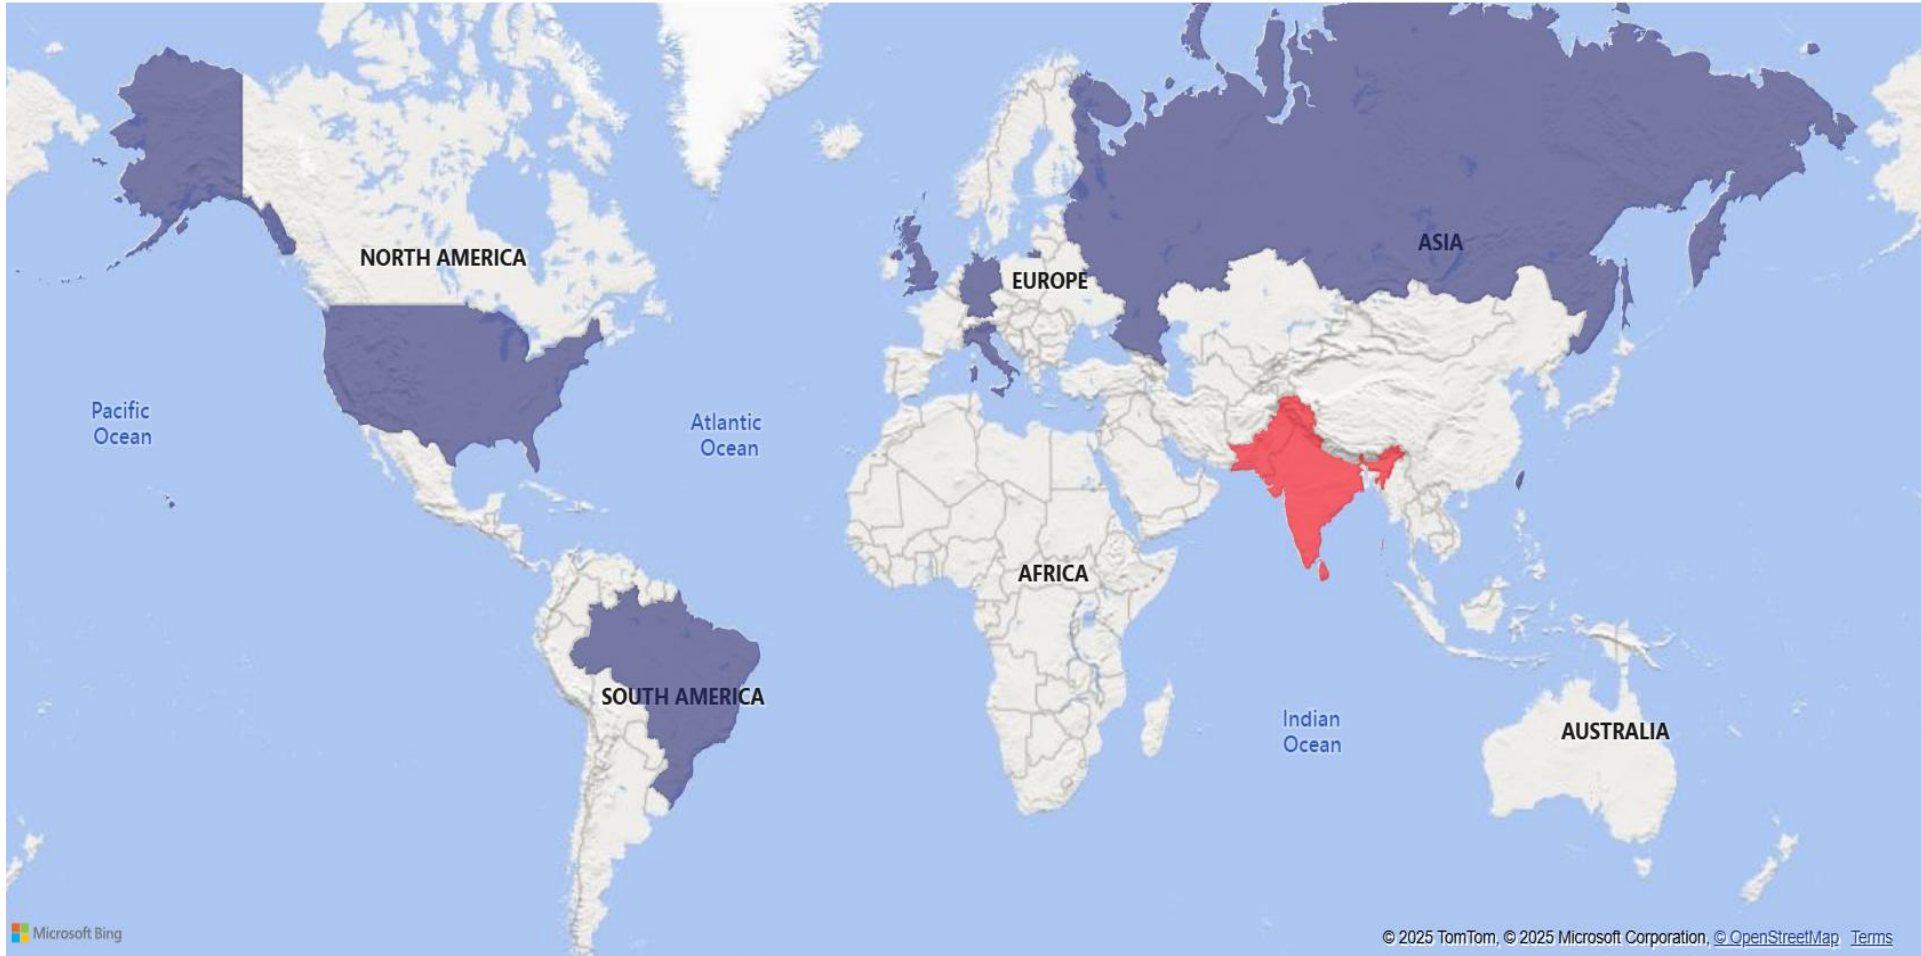 ASIA
NORTH AMERICA
EUROPE
Pacific
Ocean
Atlantic
Ocean
AFRICA
SOUTH AMERICA
Indian
Ocean
AUSTRALIA
Microsoft Bing
© 2025 TomTom, © 2025 Microsoft Corporation, © OpenStreetMap Terms